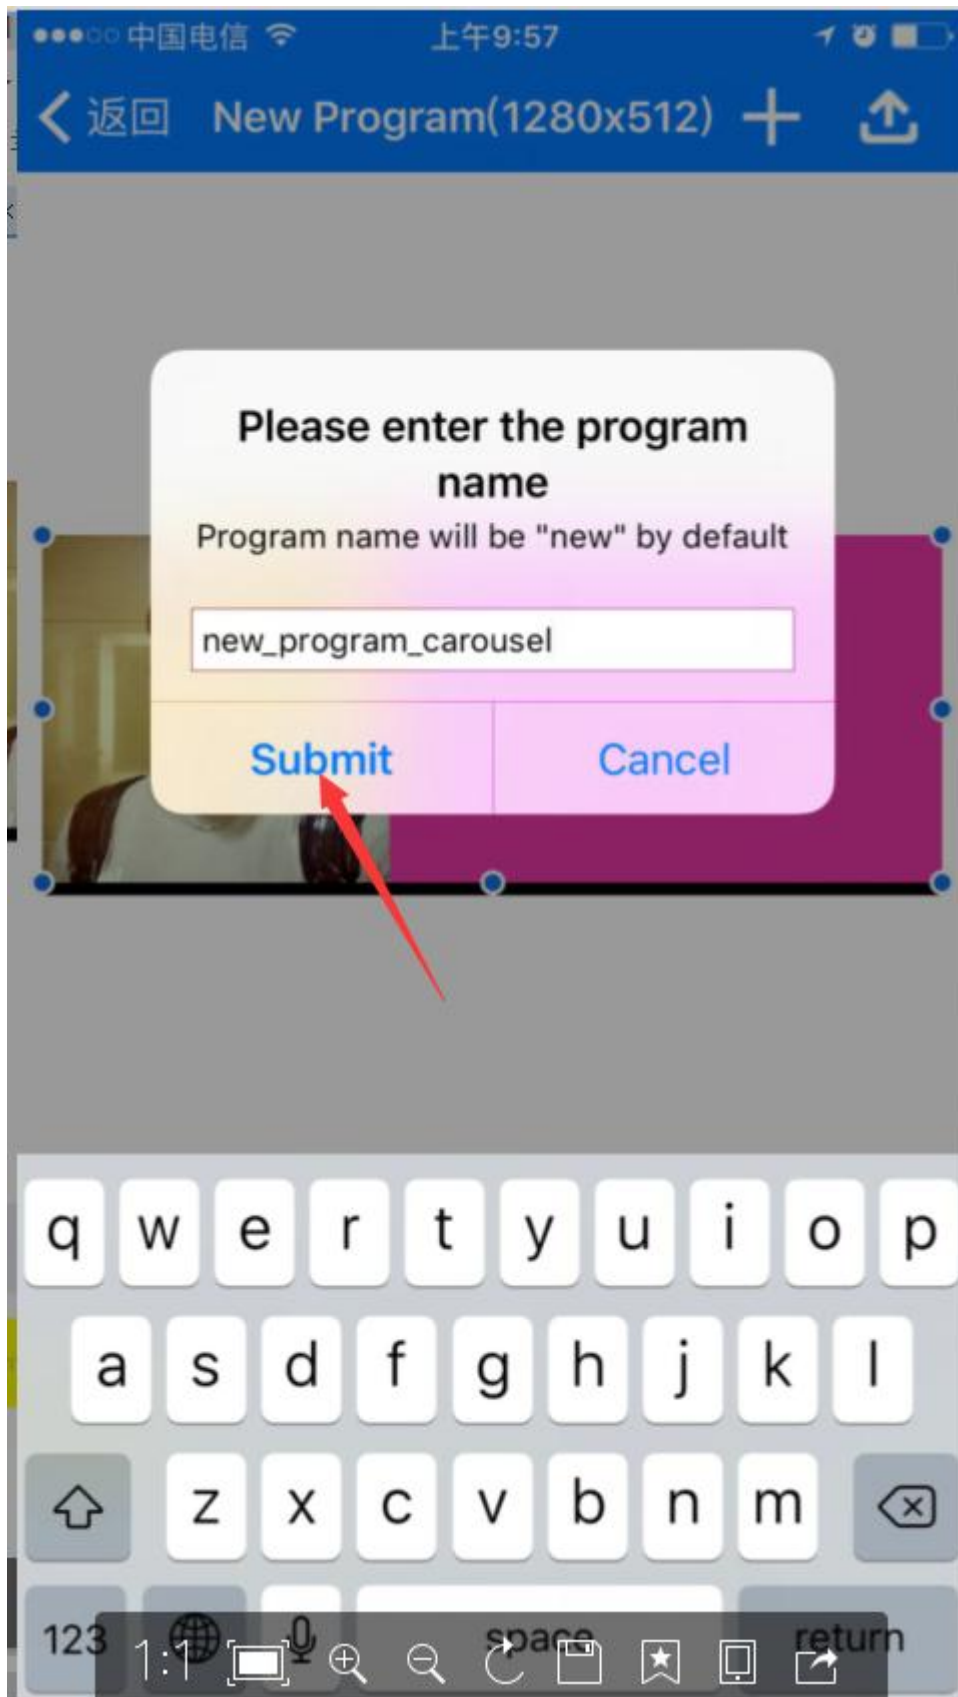 中国电信 上午9:57
返回 New Program(1280x512)
Please enter the program
name
Program name will be "new" by default
new_program_carousel
Submit Cancel
q w e r t y u i o p
a s d f g h j k l
z x c v b n m
123 space return
1:1